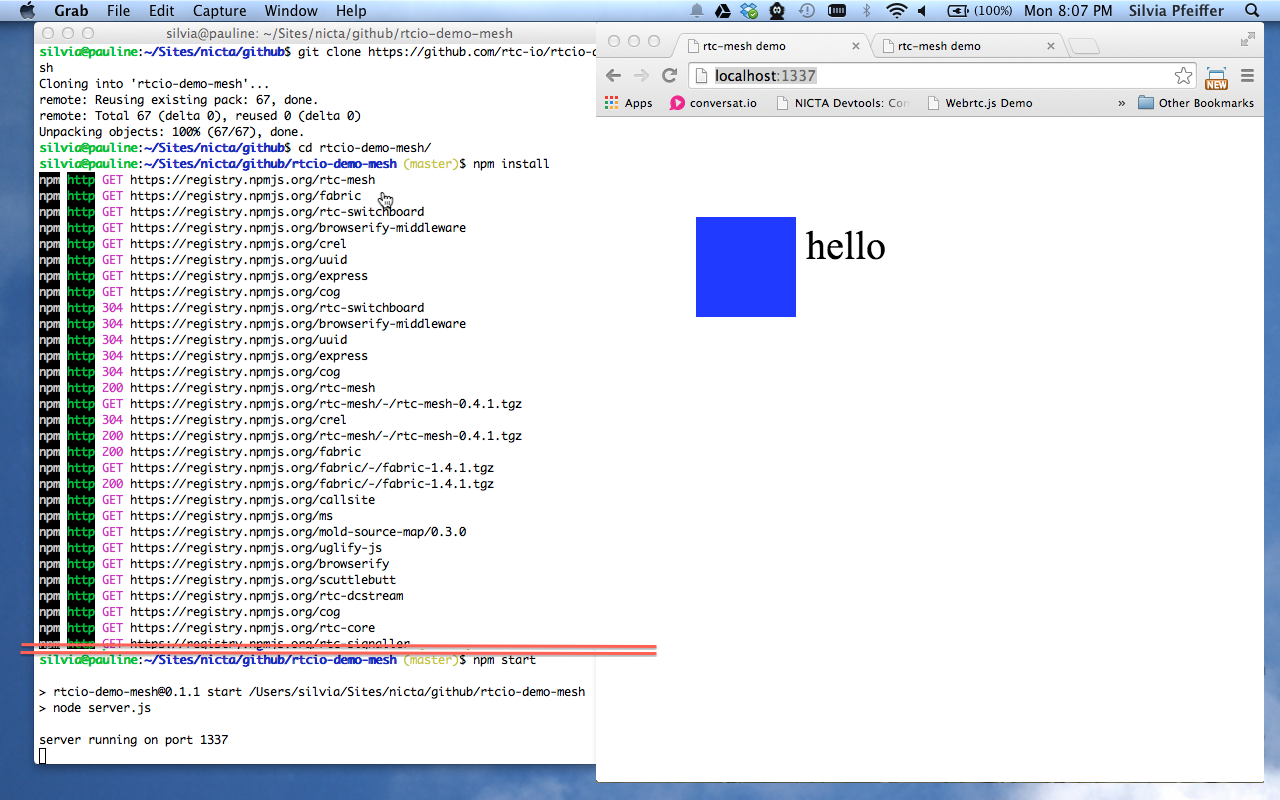 Grab File Edit Capture Window Help (100%) Mon 8:07 PM Silvia Pfeiffer
silvia@pauline: ~/Sites/nicta/github/rtcio-demo-mesh
silvia@pauline:~/Sites/nicta/github$ git clone https://github.com/rtc-io/rtcio-d
sh
Cloning into 'rtcio-demo-mesh'...
remote: Reusing existing pack: 67, done.
remote: Total 67 (delta 0), reused 0 (delta 0)
Unpacking objects: 100% (67/67), done.
silvia@pauline:~/Sites/nicta/github$ cd rtcio-demo-mesh/
silvia@pauline:~/Sites/nicta/github/rtcio-demo-mesh (master)$ npm install
npm http GET https://registry.npmjs.org/rtc-mesh
npm http GET https://registry.npmjs.org/fabric
npm http GET https://registry.npmjs.org/rtc-switchboard
npm http GET https://registry.npmjs.org/browserify-middleware
npm http GET https://registry.npmjs.org/crel
npm http GET https://registry.npmjs.org/uuid
npm http GET https://registry.npmjs.org/express
npm http GET https://registry.npmjs.org/cog
npm http 304 https://registry.npmjs.org/rtc-switchboard
npm http 304 https://registry.npmjs.org/browserify-middleware
npm http 304 https://registry.npmjs.org/uuid
npm http 304 https://registry.npmjs.org/express
npm http 304 https://registry.npmjs.org/cog
npm http 200 https://registry.npmjs.org/rtc-mesh
npm http GET https://registry.npmjs.org/rtc-mesh/-/rtc-mesh-0.4.1.tgz
npm http 304 https://registry.npmjs.org/crel
npm http 200 https://registry.npmjs.org/rtc-mesh/-/rtc-mesh-0.4.1.tgz
npm http 200 https://registry.npmjs.org/fabric
npm http GET https://registry.npmjs.org/fabric/-/fabric-1.4.1.tgz
npm http 200 https://registry.npmjs.org/fabric/-/fabric-1.4.1.tgz
npm http GET https://registry.npmjs.org/callsite
npm http GET https://registry.npmjs.org/ms
npm http GET https://registry.npmjs.org/mold-source-map/0.3.0
npm http GET https://registry.npmjs.org/uglify-js
npm http GET https://registry.npmjs.org/browserify
npm http GET https://registry.npmjs.org/scuttlebutt
npm http GET https://registry.npmjs.org/rtc-dcstream
npm http GET https://registry.npmjs.org/cog
npm http GET https://registry.npmjs.org/rtc-core
npm http GET https://registry.npmjs.org/rtc-signaller
silvia@pauline:~/Sites/nicta/github/rtcio-demo-mesh (master)$ npm start
> rtcio-demo-mesh@0.1.1 start /Users/silvia/Sites/nicta/github/rtcio-demo-mesh
> node server.js
server running on port 1337
rtc-mesh demo × rtc-mesh demo ×
localhost:1337 NEW
Apps conversat.io NICTA Devtools: Con Webrtc.js Demo » Other Bookmarks
hello